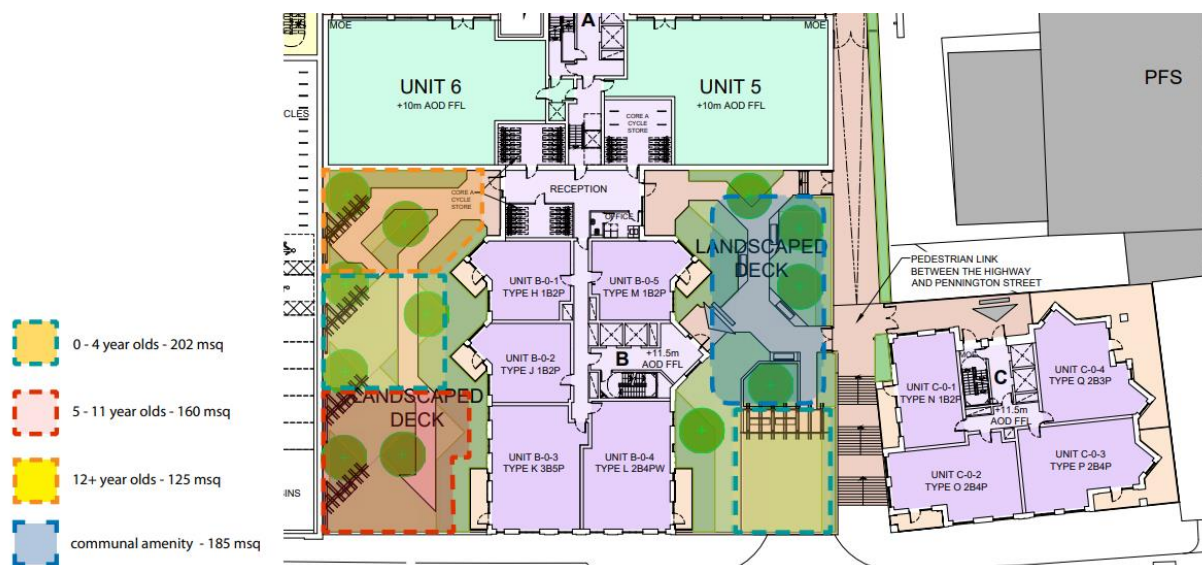 MOE
A
MOE
UNIT 6
+10m AOD FFL
UNIT 5
+10m AOD FFL
PFS
CLES
CORE A
CYCLE
STORE
RECEPTION
CORE A
CYCLE
STORE
OFFICE
LANDSCAPED
DECK
PEDESTRIAN LINK
BETWEEN THE HIGHWAY
AND PENNINGTON STREET
UNIT B-0-1
TYPE H 1B2P
UNIT B-0-5
TYPE M 1B2P
0 - 4 year olds - 202 msq
UNIT B-0-2
TYPE J 1B2P
B
+11.5m
AOD FFL
MOE
C
UNIT C-0-1
TYPE N 1B2P
UNIT C-0-4
TYPE Q 2B3P
+11.5m
AOD FFL
LANDSCAPED
DECK
5 - 11 year olds - 160 msq
UNIT B-0-3
TYPE K 3B5P
UNIT B-0-4
TYPE L 2B4PW
UNIT C-0-3
TYPE P 2B4P
UNIT C-0-2
TYPE O 2B4P
12+ year olds - 125 msq
INS
communal amenity - 185 msq